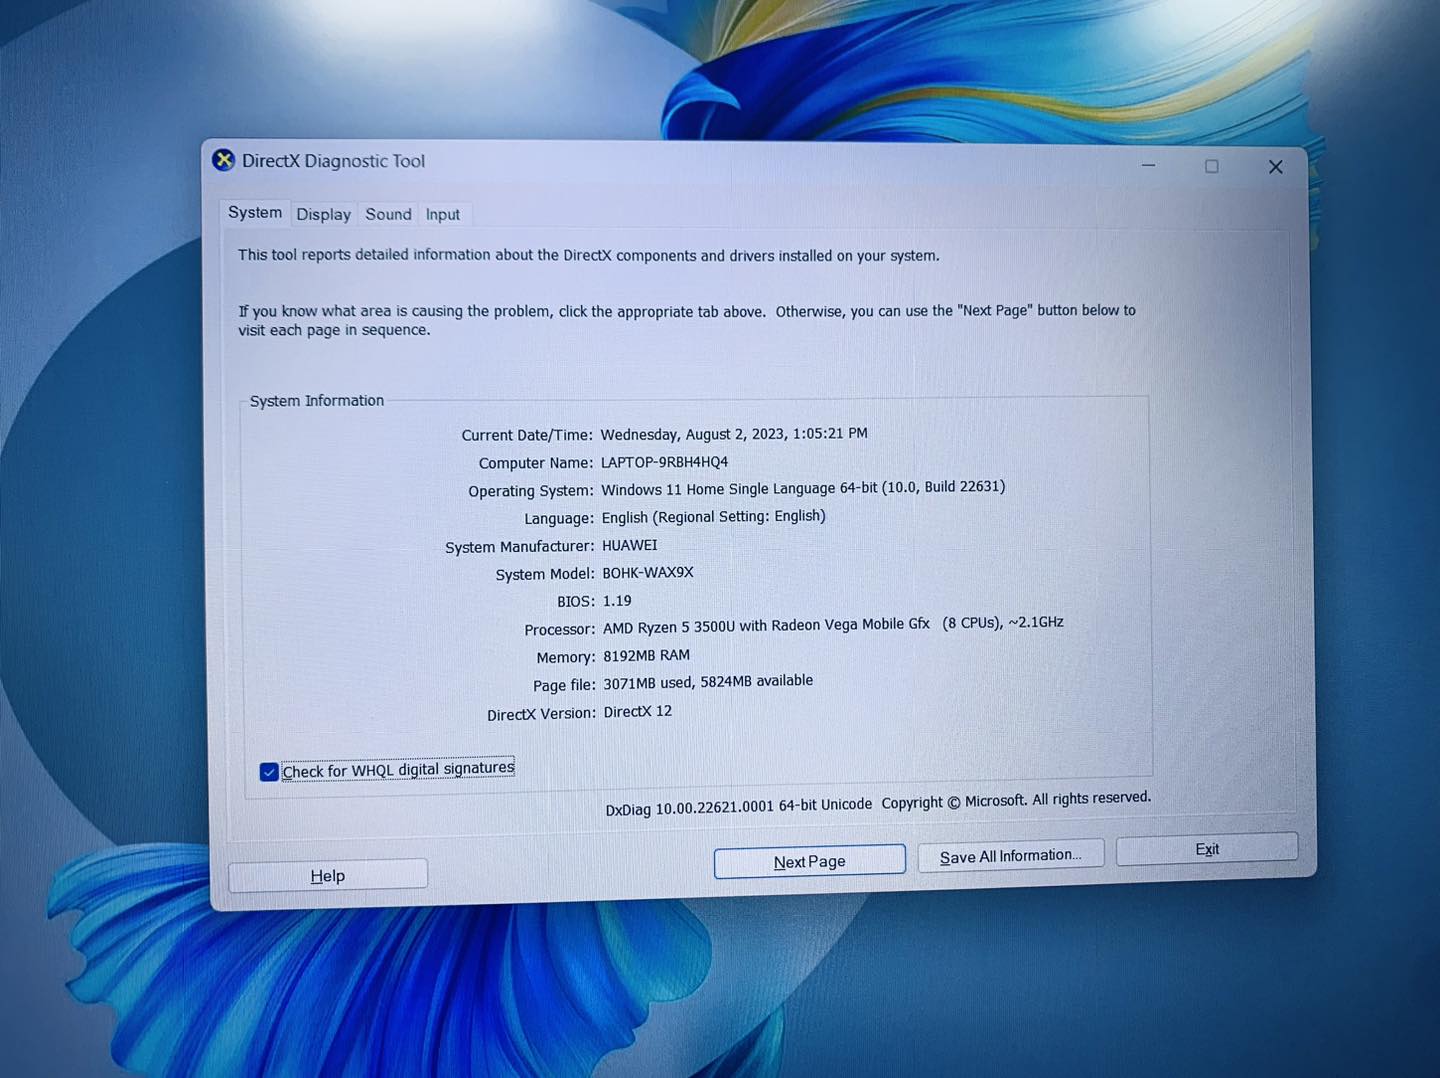 DirectX Diagnostic Tool
System Display Sound Input
This tool reports detailed information about the DirectX components and drivers installed on your system.
If you know what area is causing the problem, click the appropriate tab above.  Otherwise, you can use the "Next Page" button below to
visit each page in sequence.
System Information
Current Date/Time: Wednesday, August 2, 2023, 1:05:21 PM
Computer Name: LAPTOP-9RBH4HQ4
Operating System: Windows 11 Home Single Language 64-bit (10.0, Build 22631)
Language: English (Regional Setting: English)
System Manufacturer: HUAWEI
System Model: BOHK-WAX9X
BIOS: 1.19
Processor: AMD Ryzen 5 3500U with Radeon Vega Mobile Gfx   (8 CPUs), ~2.1GHz
Memory: 8192MB RAM
Page file: 3071MB used, 5824MB available
DirectX Version: DirectX 12
Check for WHQL digital signatures
DxDiag 10.00.22621.0001 64-bit Unicode  Copyright © Microsoft. All rights reserved.
Help Next Page Save All Information... Exit